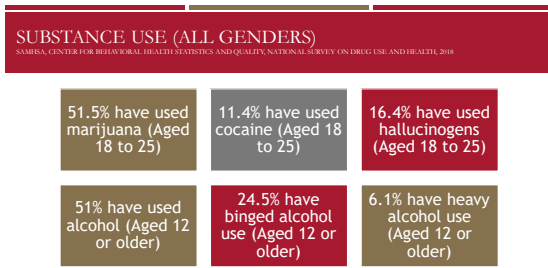 SUBSTANCE USE (ALL GENDERS)
SAMHSA, CENTER FOR BEHAVIORAL HEALTH STATISTICS AND QUALITY, NATIONAL SURVEY ON DRUG USE AND HEALTH, 2018
51.5% have used
marijuana (Aged
18 to 25)
11.4% have used
cocaine (Aged 18
to 25)
16.4% have used
hallucinogens
(Aged 18 to 25)
51% have used
alcohol (Aged 12
or older)
24.5% have
binged alcohol
use (Aged 12 or
older)
6.1% have heavy
alcohol use
(Aged 12 or
older)